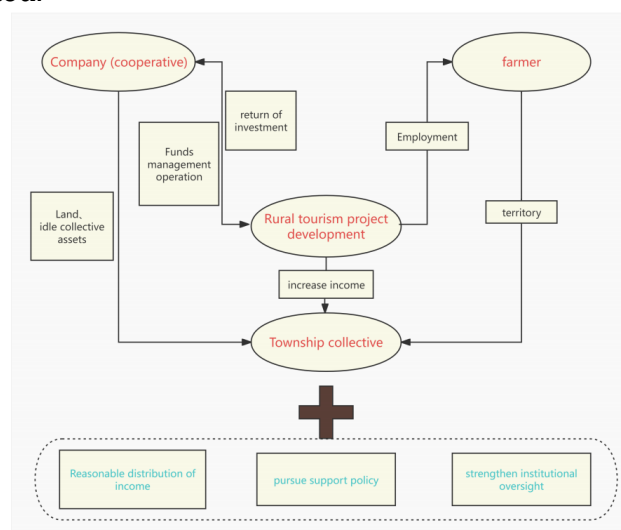 Company (cooperative)
farmer
return of
investment
Funds
management
operation
Employment
Land、
idle collective
assets
Rural tourism project
development
territory
increase income
Township collective
Reasonable distribution of
income
pursue support policy
strengthen institutional
oversight